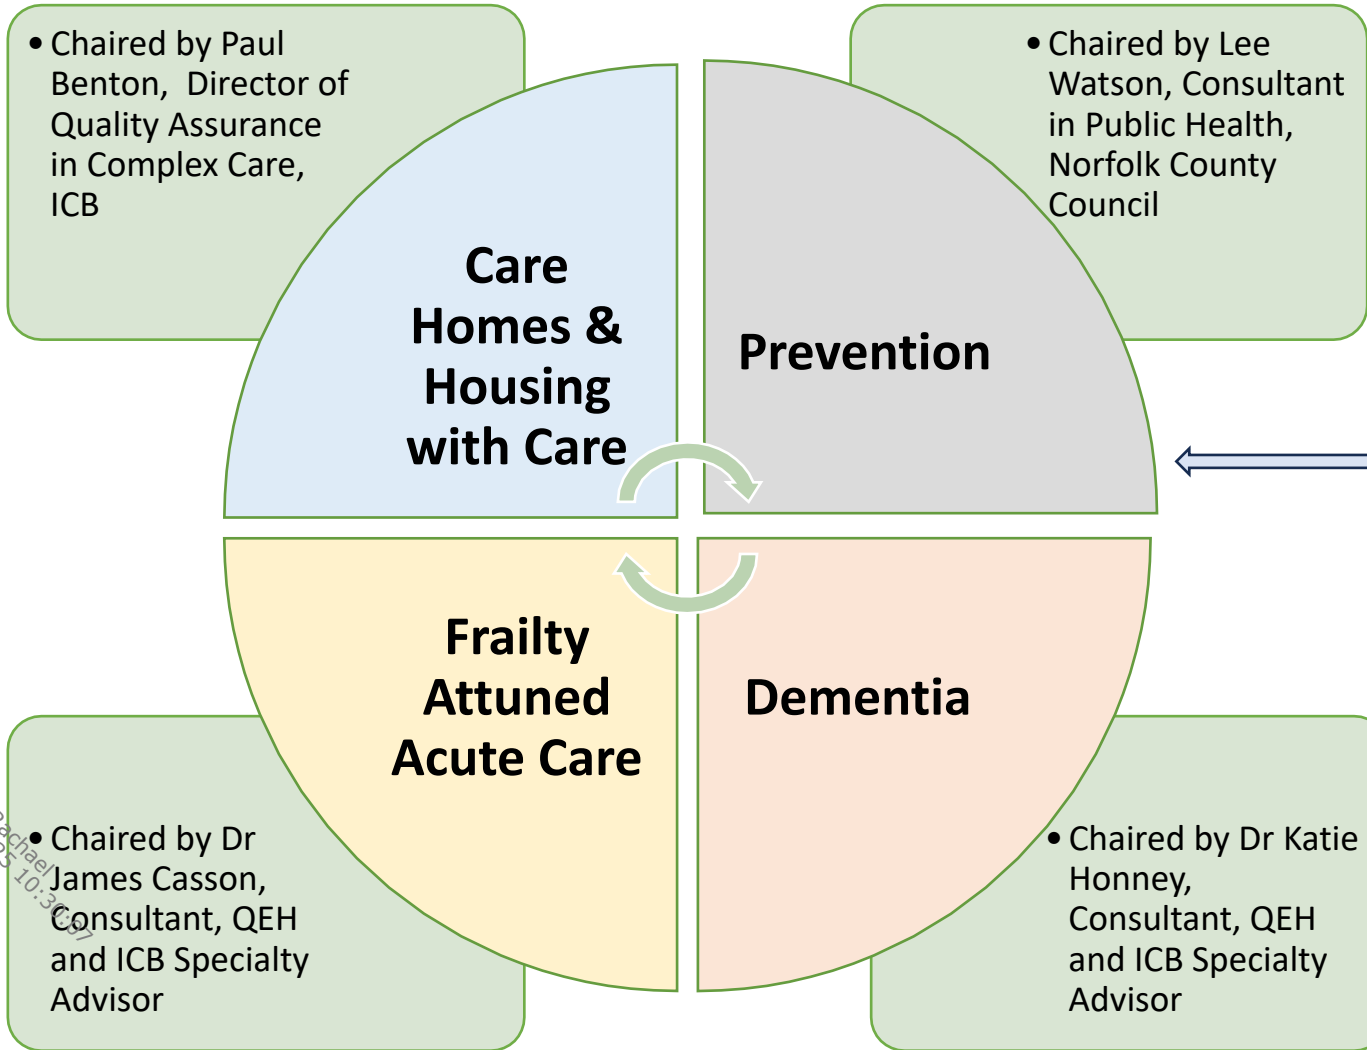 • Chaired by Paul
Benton,  Director of
Quality Assurance
in Complex Care,
ICB
• Chaired by Lee
Watson, Consultant
in Public Health,
Norfolk County
Council
Care
Homes &
Housing
with Care
Prevention
Frailty
Attuned
Acute Care
Dementia
• Chaired by Dr
James Casson,
Consultant, QEH
and ICB Specialty
Advisor
• Chaired by Dr Katie
Honney,
Consultant, QEH
and ICB Specialty
Advisor